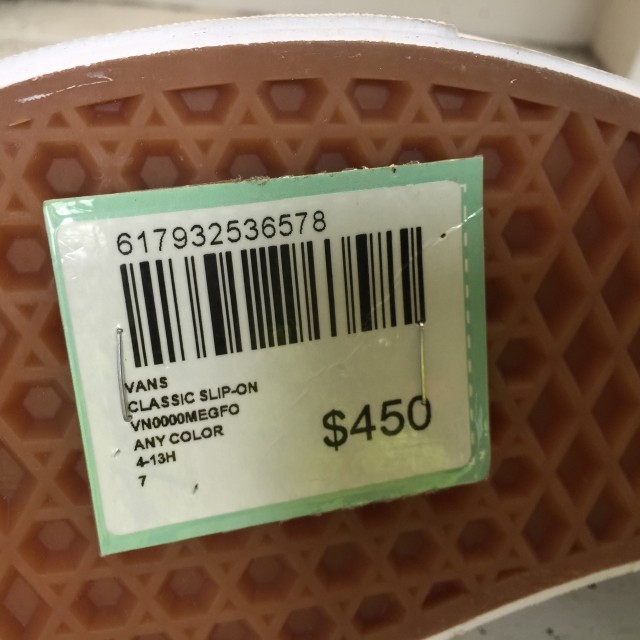 617932536578
VANS
CLASSIC SLIP-ON
VN0000MEGFO
ANY COLOR
4-13H
7
$450